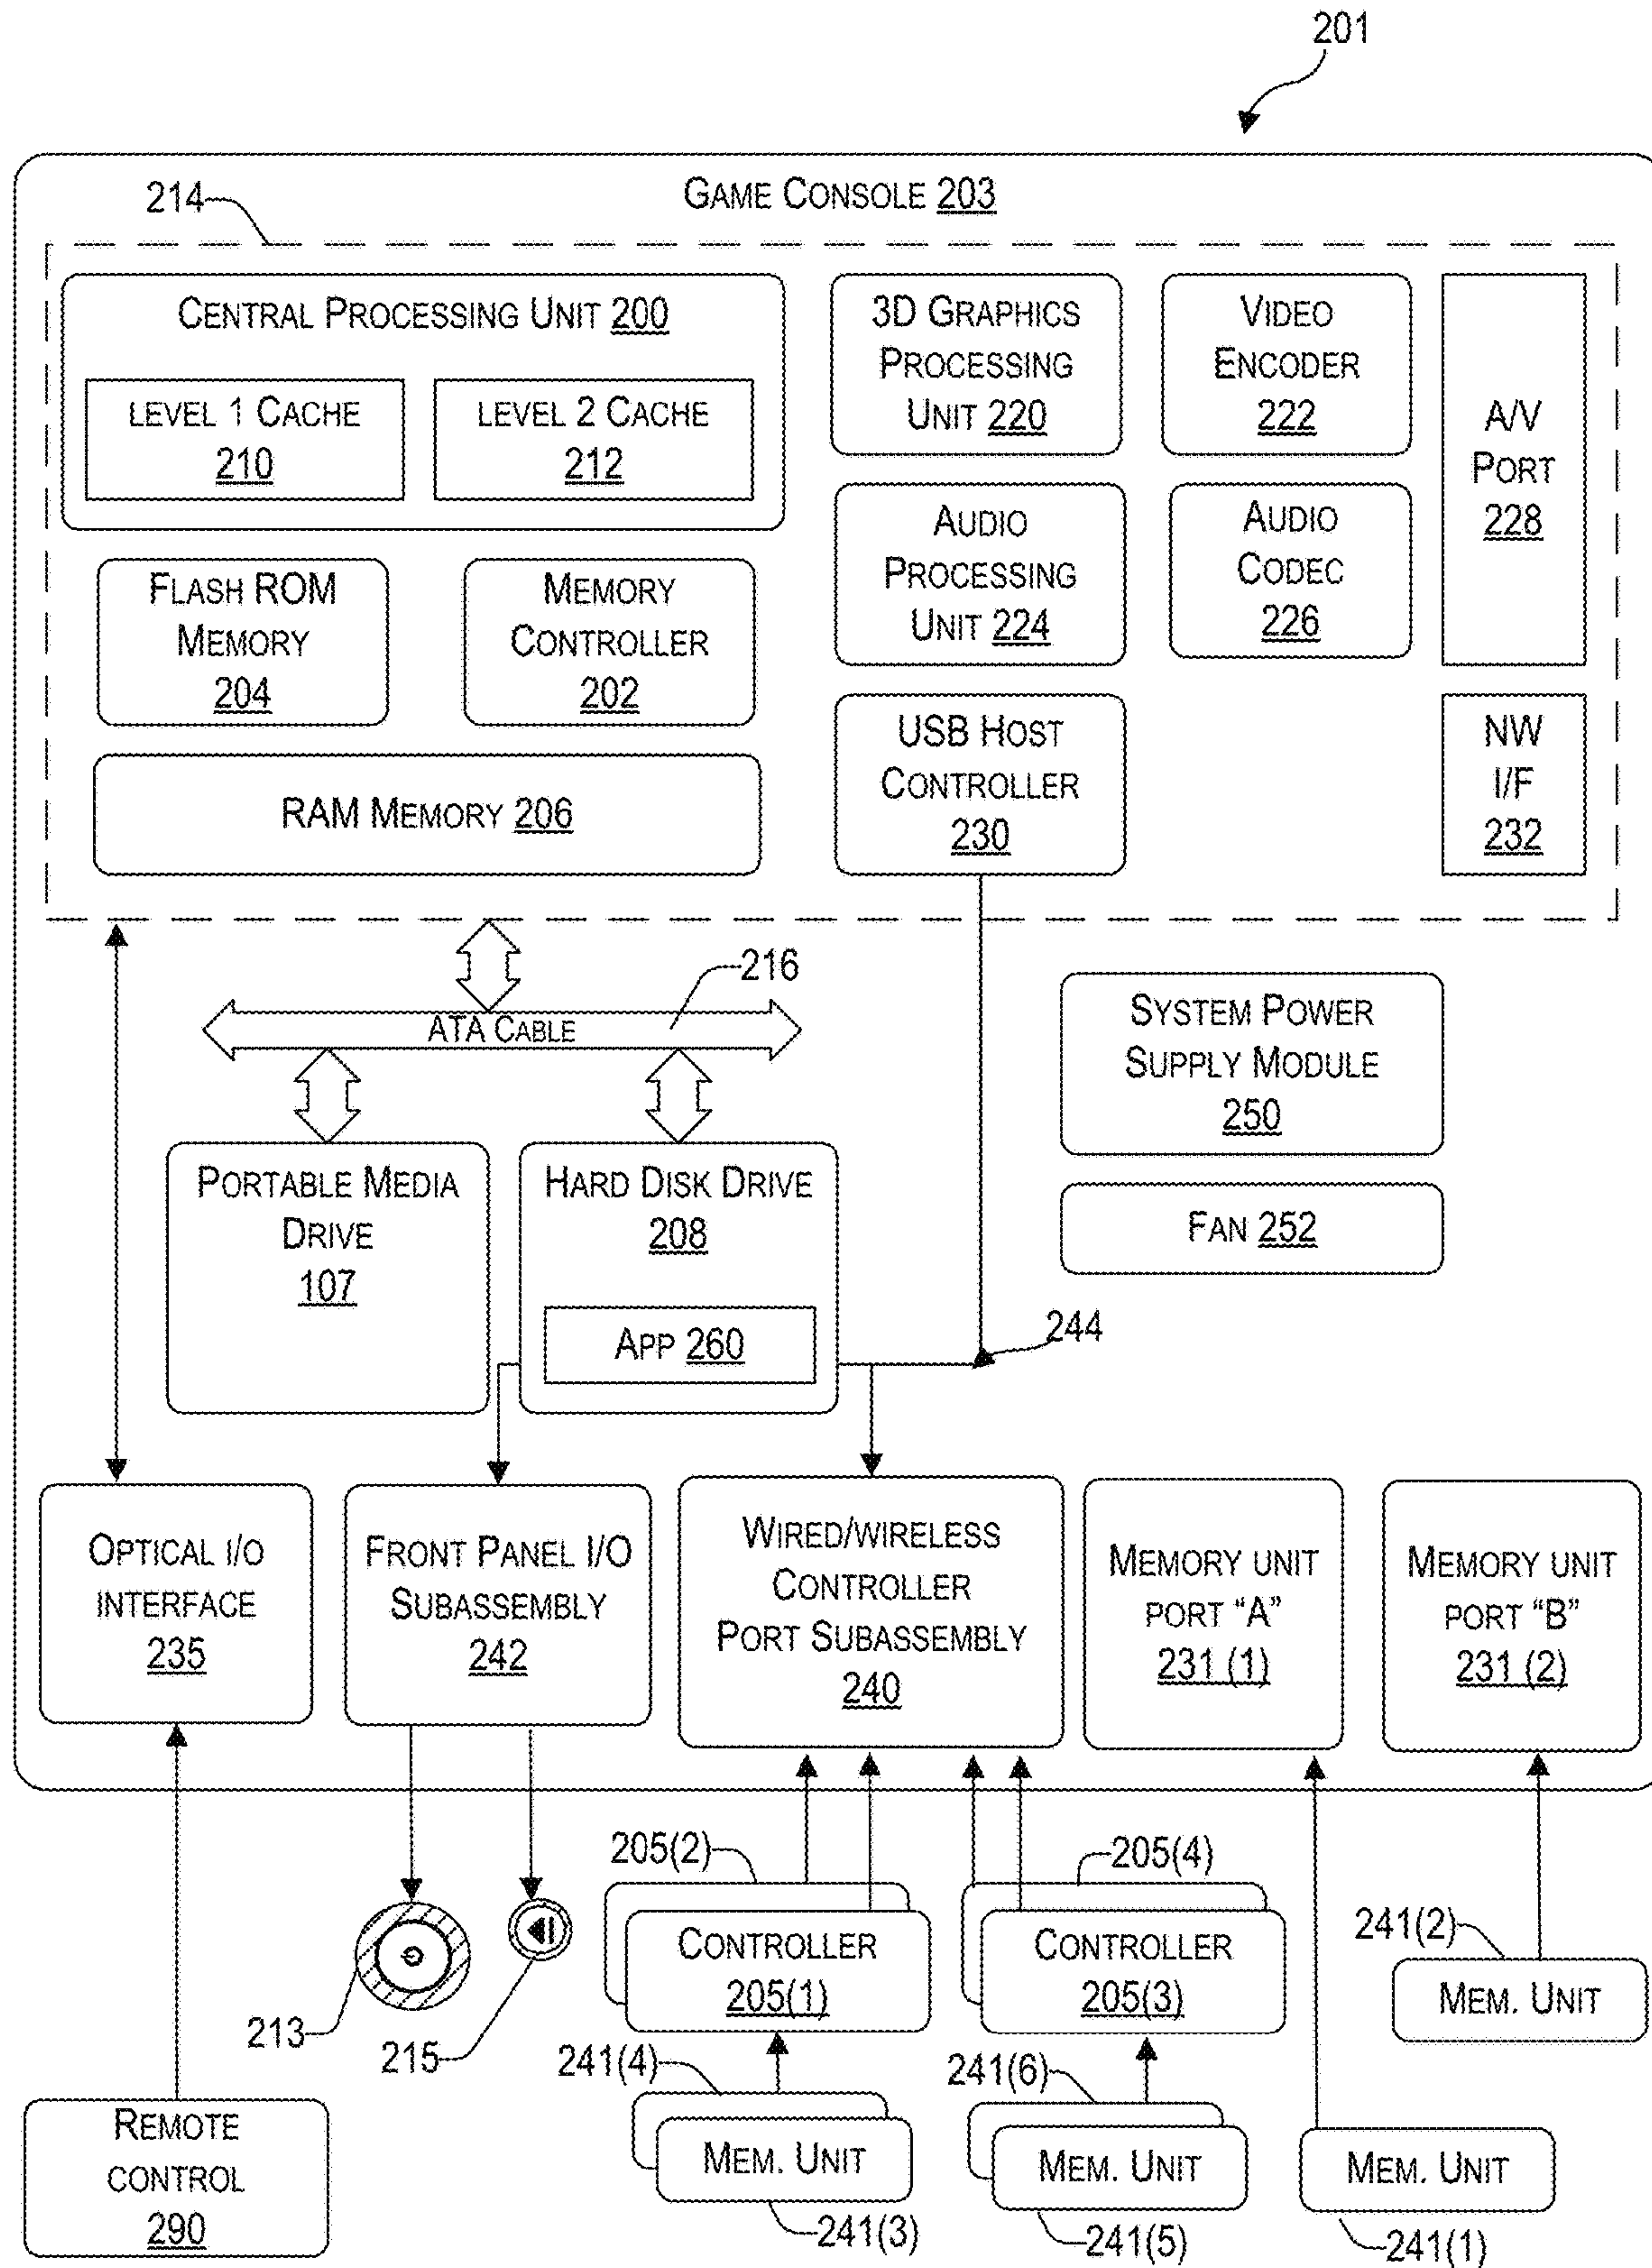 201
GAME CONSOLE 203
214
CENTRAL PROCESSING UNIT 200
LEVEL 1 CACHE
210
LEVEL 2 CACHE
212
3D GRAPHICS
PROCESSING
UNIT 220
VIDEO
ENCODER
222
A/V
PORT
228
AUDIO
PROCESSING
UNIT 224
AUDIO
CODEC
226
FLASH ROM
MEMORY
204
MEMORY
CONTROLLER
202
USB HOST
CONTROLLER
230
NW
I/F
232
RAM MEMORY 206
216
ATA CABLE
SYSTEM POWER
SUPPLY MODULE
250
PORTABLE MEDIA
DRIVE
107
HARD DISK DRIVE
208
APP 260
FAN 252
244
OPTICAL I/O
INTERFACE
235
FRONT PANEL I/O
SUBASSEMBLY
242
WIRED/WIRELESS
CONTROLLER
PORT SUBASSEMBLY
240
MEMORY UNIT
PORT “A”
231 (1)
MEMORY UNIT
PORT “B”
231 (2)
205(2)
205(4)
CONTROLLER
205(1)
CONTROLLER
205(3)
241(2)
MEM. UNIT
213
215
241(4)
241(6)
REMOTE
CONTROL
290
MEM. UNIT
MEM. UNIT
MEM. UNIT
241(3)
241(5)
241(1)